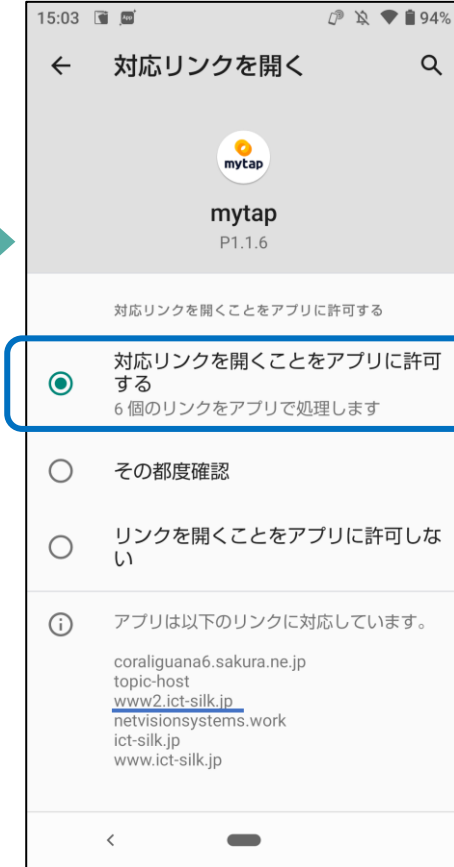 15:03 94%
対応リンクを開く
mytap
mytap
P1.1.6
対応リンクを開くことをアプリに許可する
対応リンクを開くことをアプリに許可
する
6 個のリンクをアプリで処理します
その都度確認
リンクを開くことをアプリに許可しな
い
アプリは以下のリンクに対応しています。
coraliguana6.sakura.ne.jp
topic-host
www2.ict-silk.jp
netvisionsystems.work
ict-silk.jp
www.ict-silk.jp